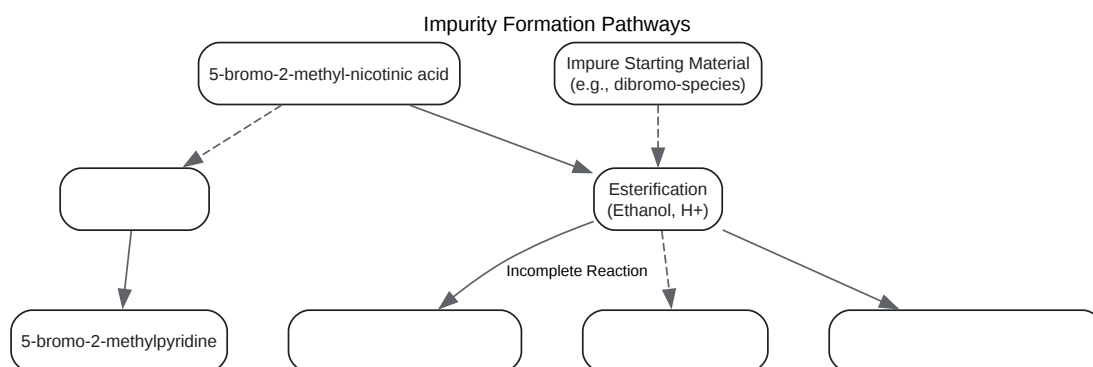 Impurity Formation Pathways
5-bromo-2-methyl-nicotinic acid
Impure Starting Material
(e.g., dibromo-species)
Esterification
(Ethanol, H+)
Incomplete Reaction
5-bromo-2-methylpyridine